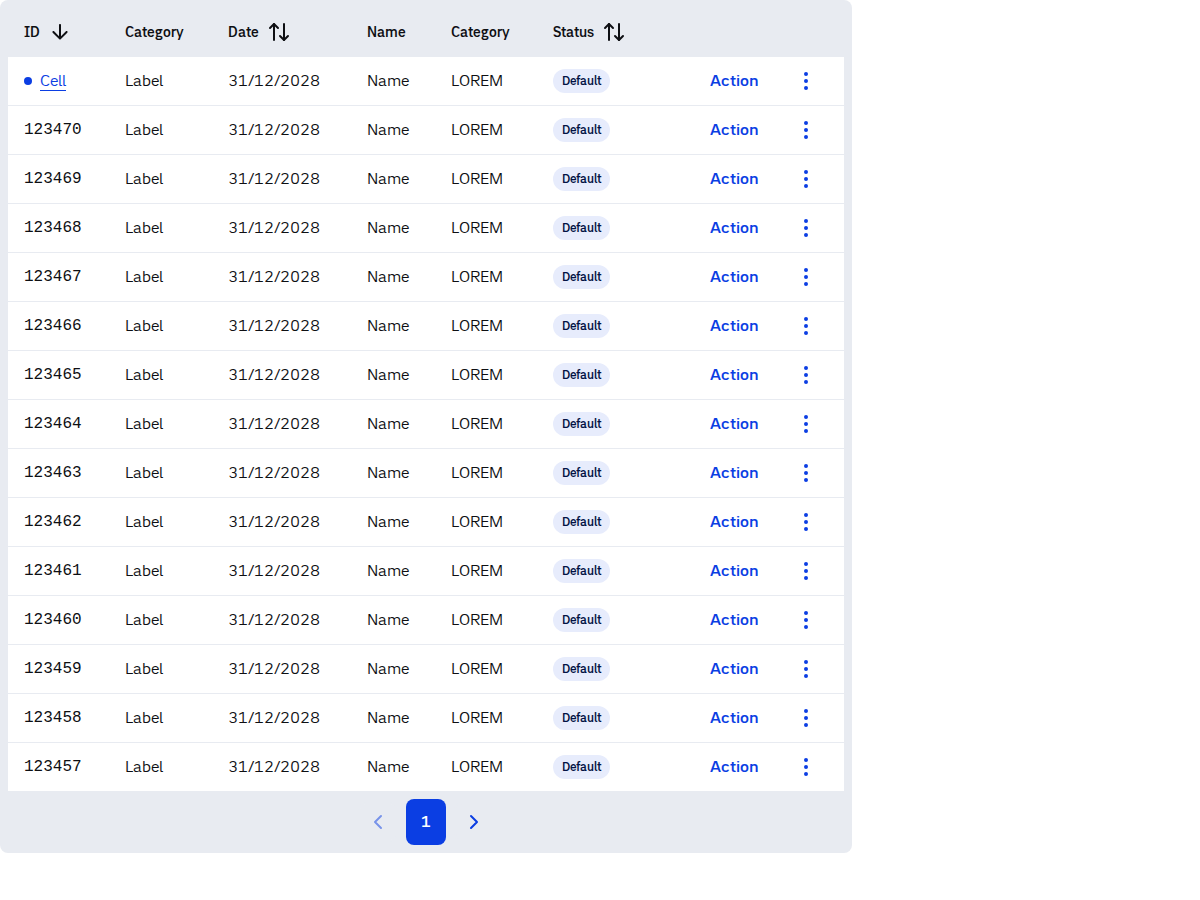 ID Category Date Name Category Status
Cell Label 31/12/2028 Name LOREM Default Action
123470 Label 31/12/2028 Name LOREM Default Action
123469 Label 31/12/2028 Name LOREM Default Action
123468 Label 31/12/2028 Name LOREM Default Action
123467 Label 31/12/2028 Name LOREM Default Action
123466 Label 31/12/2028 Name LOREM Default Action
123465 Label 31/12/2028 Name LOREM Default Action
123464 Label 31/12/2028 Name LOREM Default Action
123463 Label 31/12/2028 Name LOREM Default Action
123462 Label 31/12/2028 Name LOREM Default Action
123461 Label 31/12/2028 Name LOREM Default Action
123460 Label 31/12/2028 Name LOREM Default Action
123459 Label 31/12/2028 Name LOREM Default Action
123458 Label 31/12/2028 Name LOREM Default Action
123457 Label 31/12/2028 Name LOREM Default Action
1